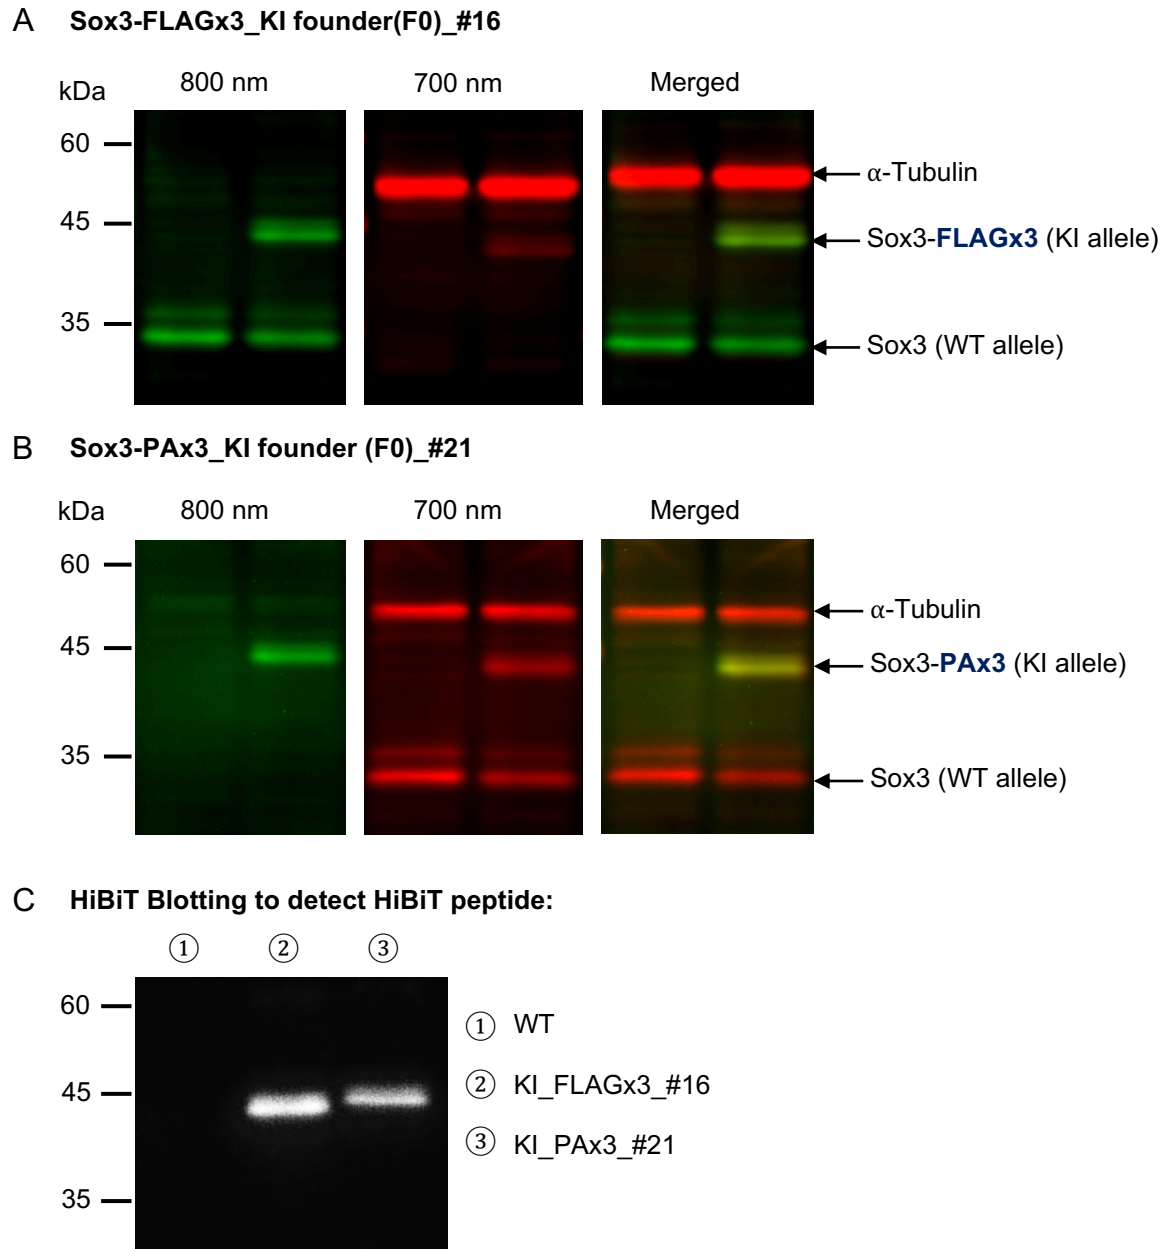 A Sox3-FLAGx3_KI founder(F0)_#16
kDa 800 nm 700 nm Merged
60
α-Tubulin
45
Sox3-FLAGx3 (KI allele)
35
Sox3 (WT allele)
B Sox3-PAx3_KI founder (F0)_#21
kDa 800 nm 700 nm Merged
60
α-Tubulin
45
Sox3-PAx3 (KI allele)
35
Sox3 (WT allele)
C HiBiT Blotting to detect HiBiT peptide:
① ② ③
60
① WT
45
② KI_FLAGx3_#16
③ KI_PAx3_#21
35